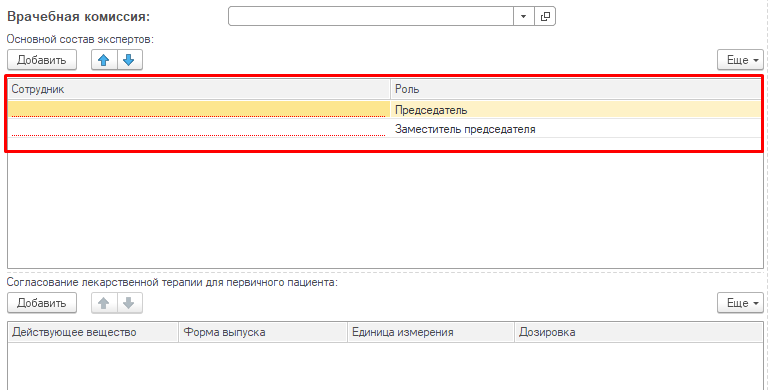 Врачебная комиссия:
Основной состав экспертов:
Добавить Еще
Сотрудник Роль
Председатель
Заместитель председателя
Согласование лекарственной терапии для первичного пациента:
Добавить Еще
Действующее вещество Форма выпуска Единица измерения Дозировка